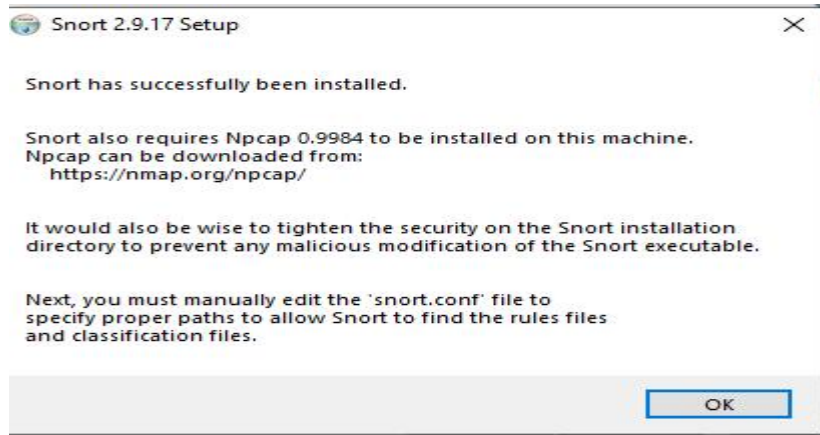 Snort 2.9.17 Setup
Snort has successfully been installed.
Snort also requires Npcap 0.9984 to be installed on this machine.
Npcap can be downloaded from:
https://nmap.org/npcap/
It would also be wise to tighten the security on the Snort installation
directory to prevent any malicious modification of the Snort executable.
Next, you must manually edit the 'snort.conf' file to
specify proper paths to allow Snort to find the rules files
and classification files.
OK